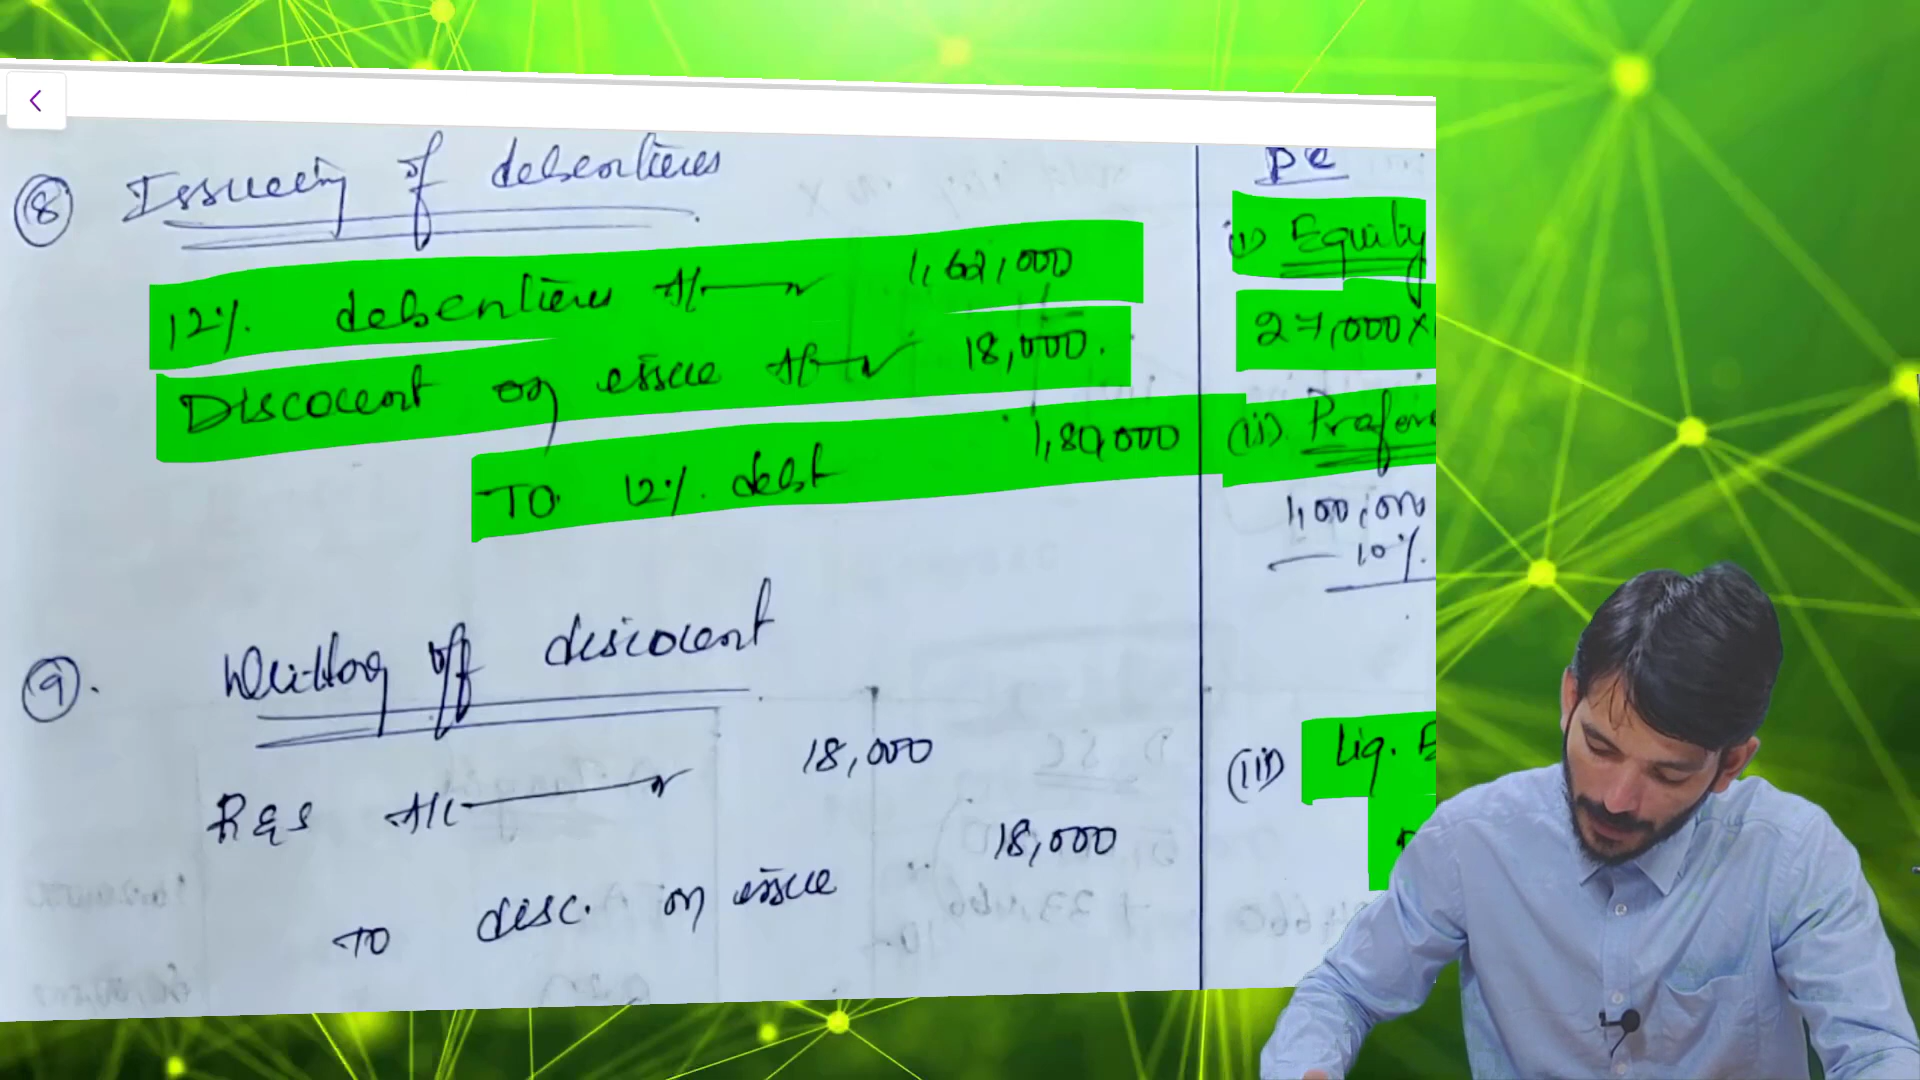 8 Issueing of debentures
12% debentures A/c 1,62,000
Discount on issue A/c 18,000.
TO 12% debt 1,80,000
9. Writing off discount
R&S A/c 18,000
TO disc. on issue 18,000
PC
(i) Equity
27,000 ×
(ii) Prefere
1,00,000
10%
(iii) Liq. E